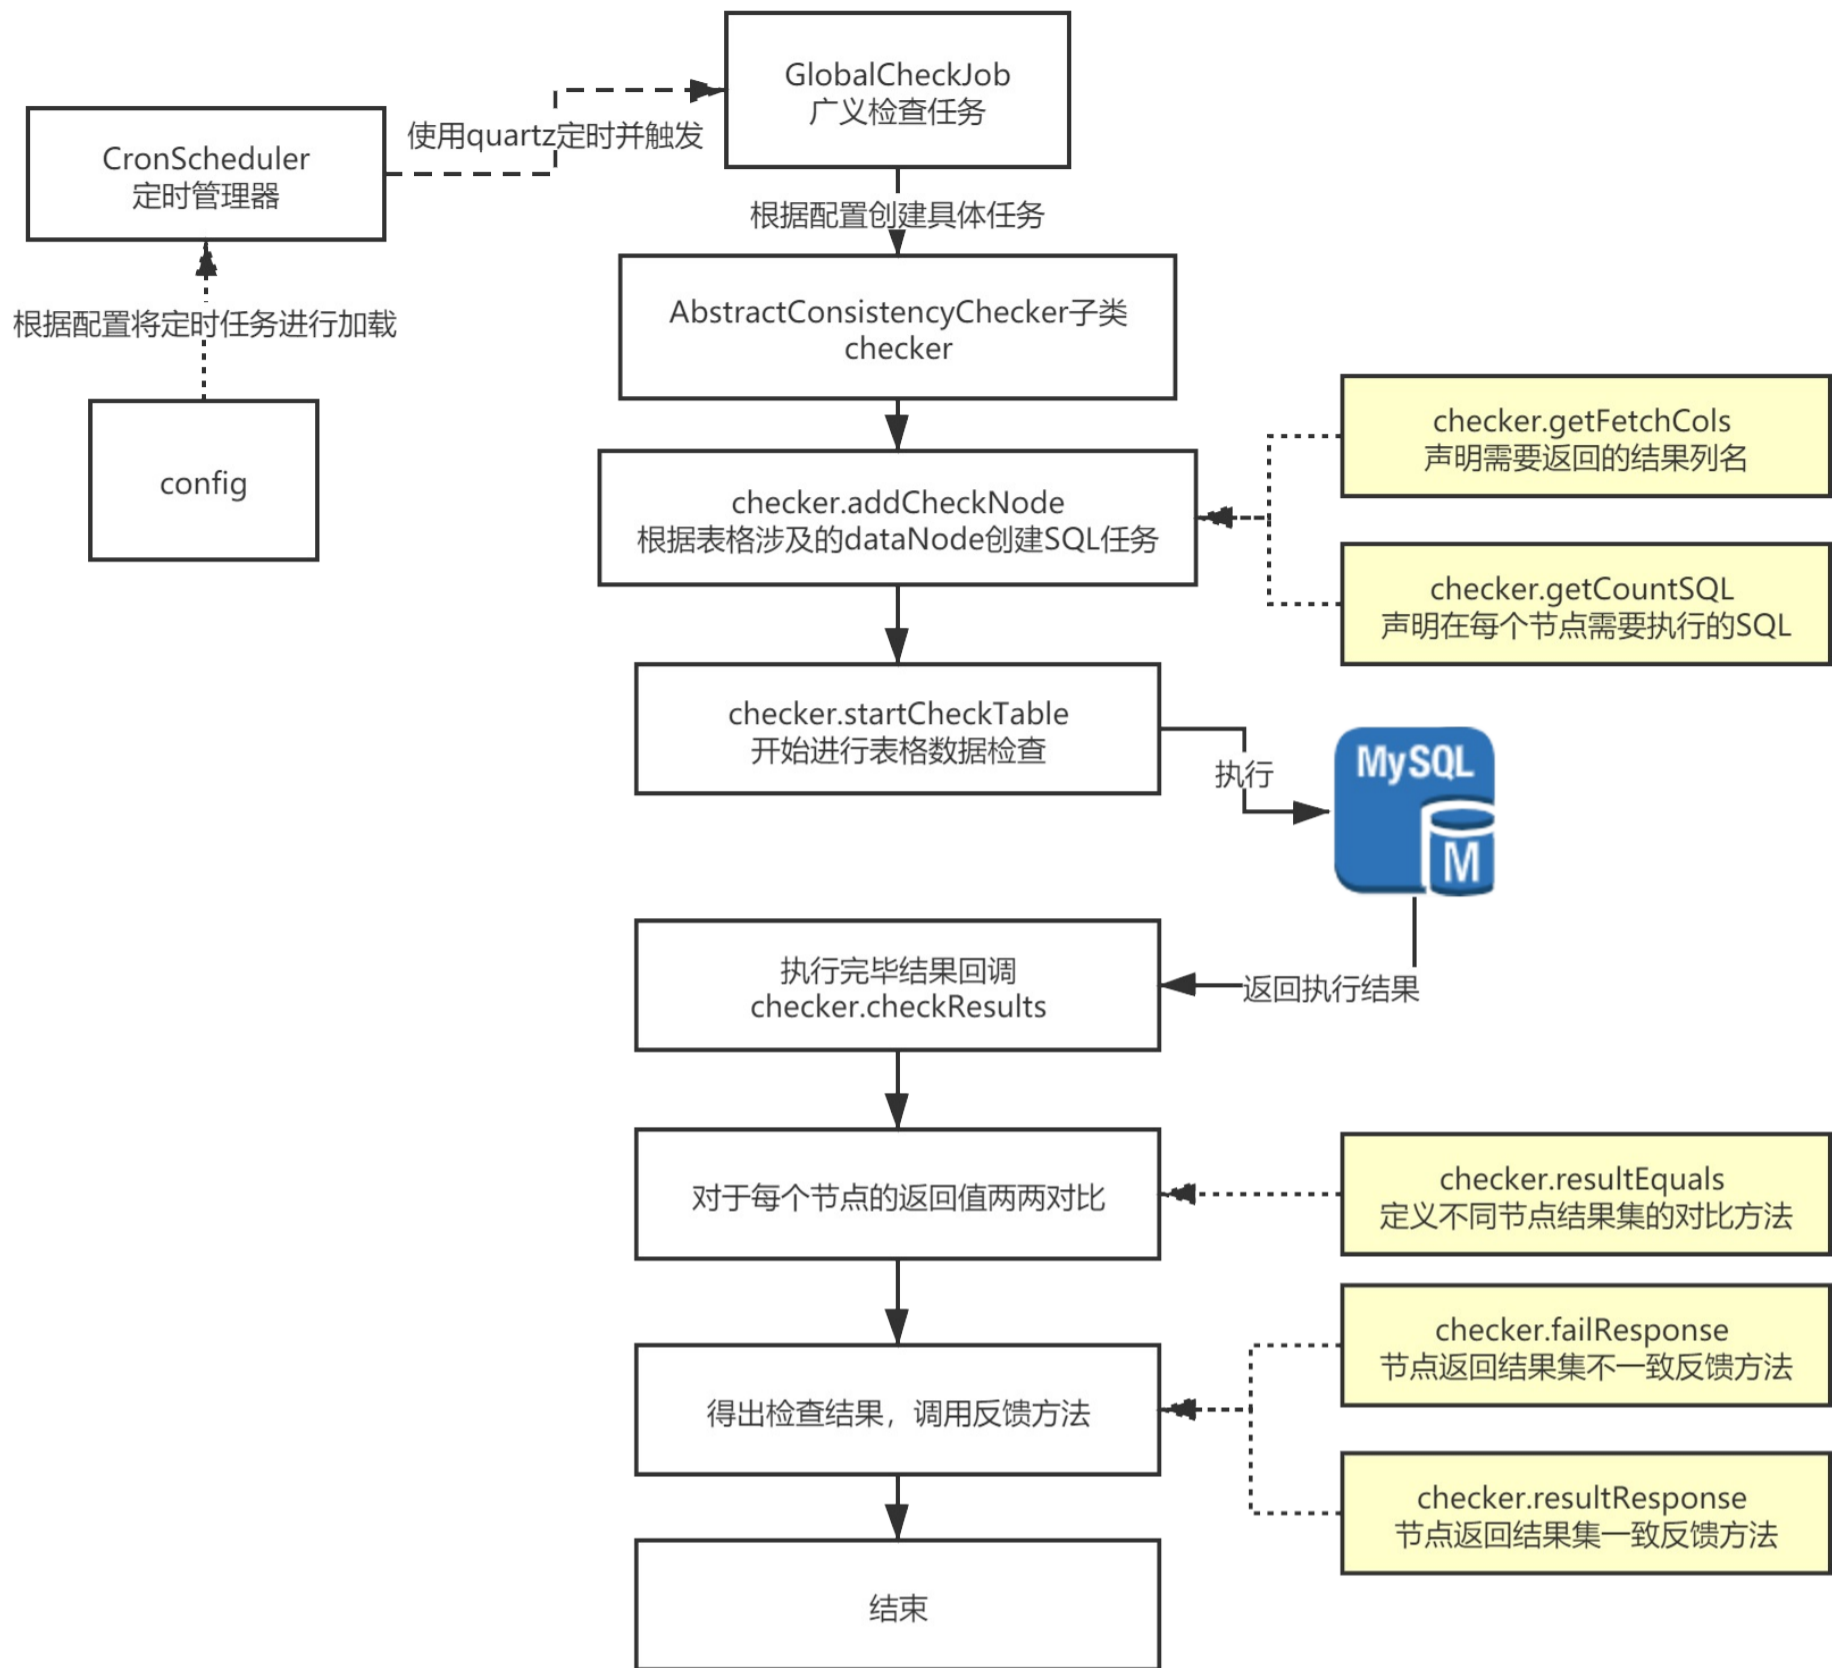 GlobalCheckJob
广义检查任务
使用quartz定时并触发
CronScheduler
定时管理器
根据配置创建具体任务
AbstractConsistencyChecker子类
checker
根据配置将定时任务进行加载
config
checker.getFetchCols
声明需要返回的结果列名
checker.addCheckNode
根据表格涉及的dataNode创建SQL任务
checker.getCountSQL
声明在每个节点需要执行的SQL
checker.startCheckTable
开始进行表格数据检查
执行
MySQL
M
执行完毕结果回调
checker.checkResults
返回执行结果
对于每个节点的返回值两两对比
checker.resultEquals
定义不同节点结果集的对比方法
checker.failResponse
节点返回结果集不一致反馈方法
得出检查结果，调用反馈方法
checker.resultResponse
节点返回结果集一致反馈方法
结束